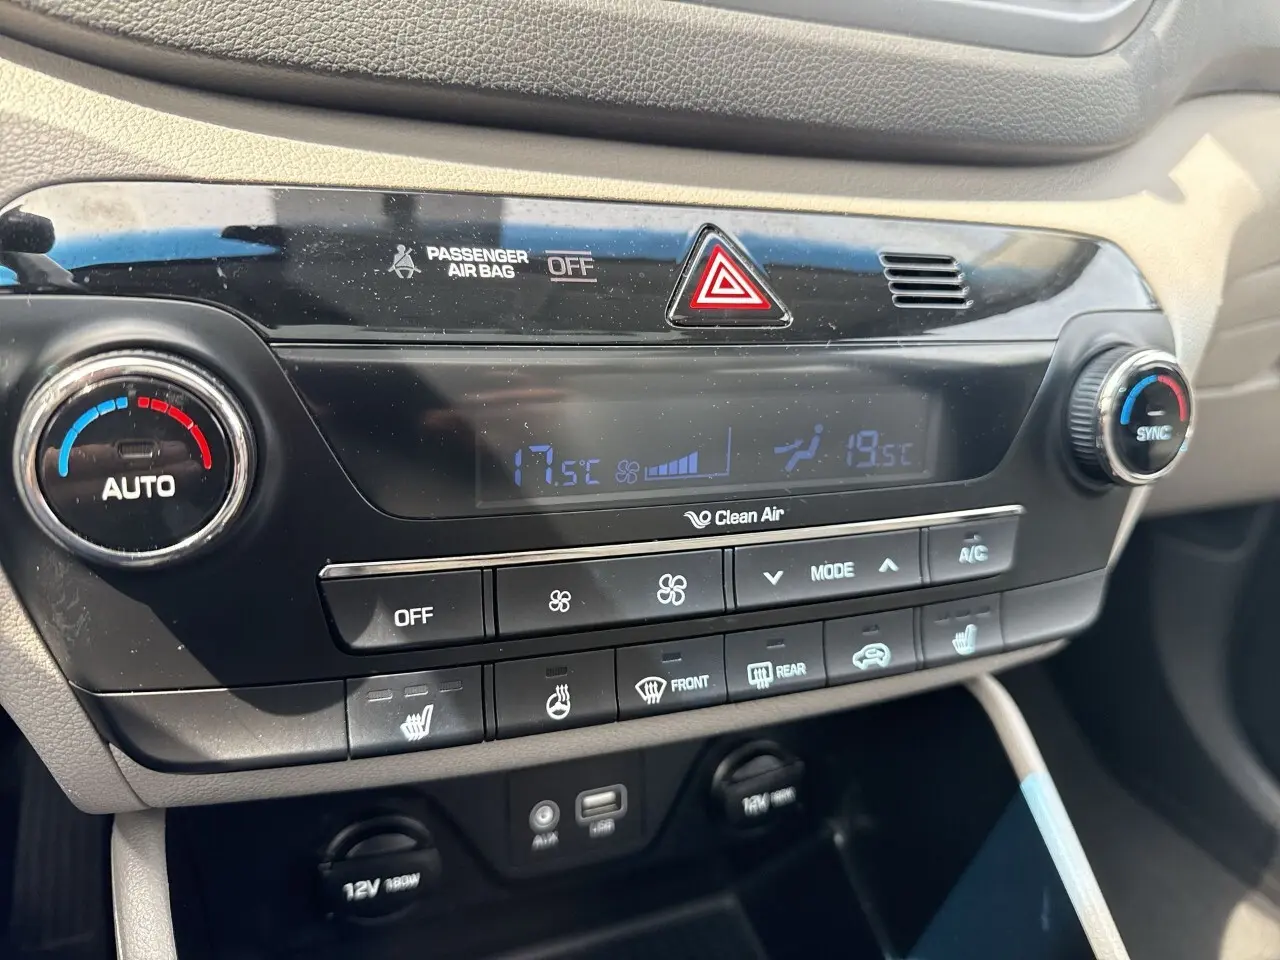 PASSENGER
AIR BAG
OFF
AUTO
17.5°C
19.5°C
SYNC
Clean Air
OFF
MODE
A/C
FRONT
REAR
AUX
USB
12V 180W
12V 180W